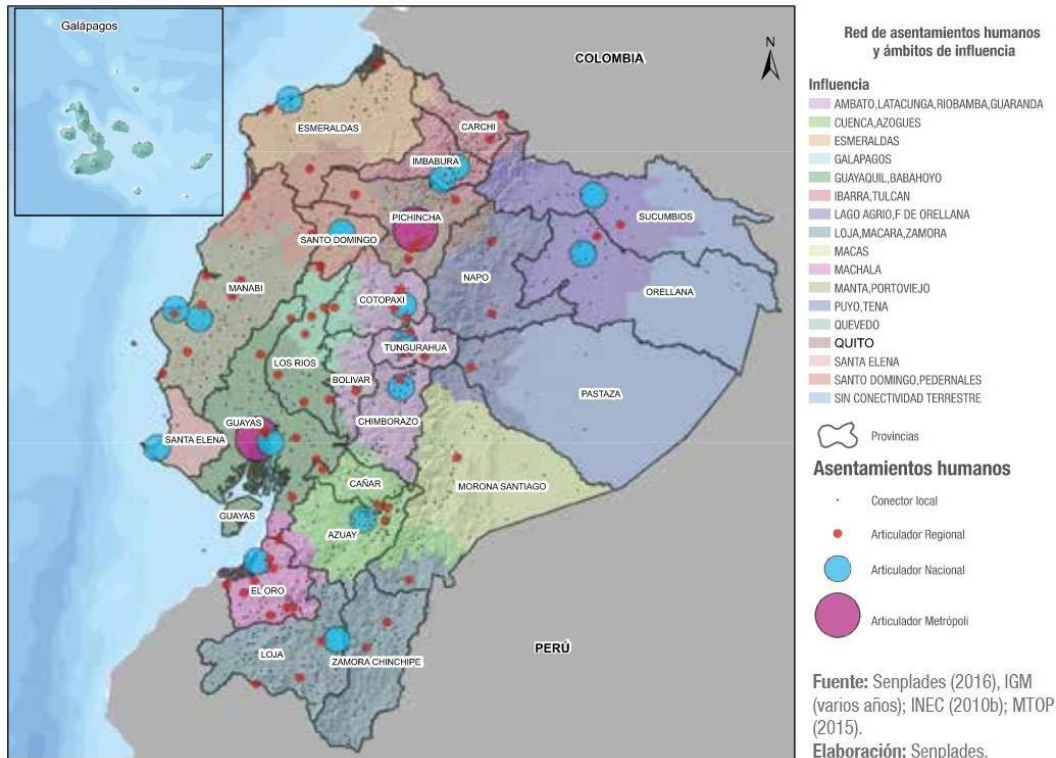 Galápagos
N
COLOMBIA
ESMERALDAS
CARCHI
IMBABURA
SUCUMBIOS
PICHINCHA
SANTO DOMINGO
NAPO
MANABI
ORELLANA
COTOPAXI
TUNGURAHUA
LOS RIOS
BOLIVAR
PASTAZA
CHIMBORAZO
GUAYAS
SANTA ELENA
CAÑAR
MORONA SANTIAGO
GUAYAS
AZUAY
EL ORO
PERÚ
LOJA
ZAMORA CHINCHIPE
Red de asentamientos humanos
y ámbitos de influencia
Influencia
AMBATO,LATACUNGA,RIOBAMBA,GUARANDA
CUENCA,AZOGUES
ESMERALDAS
GALAPAGOS
GUAYAQUIL,BABAHOYO
IBARRA,TULCAN
LAGO AGRIO,F DE ORELLANA
LOJA,MACARA,ZAMORA
MACAS
MACHALA
MANTA,PORTOVIEJO
PUYO,TENA
QUEVEDO
QUITO
SANTA ELENA
SANTO DOMINGO,PEDERNALES
SIN CONECTIVIDAD TERRESTRE
Provincias
Asentamientos humanos
Conector local
Articulador Regional
Articulador Nacional
Articulador Metrópoli
Fuente: Senplades (2016), IGM
(varios años); INEC (2010b); MTOP
(2015).
Elaboración: Senplades.